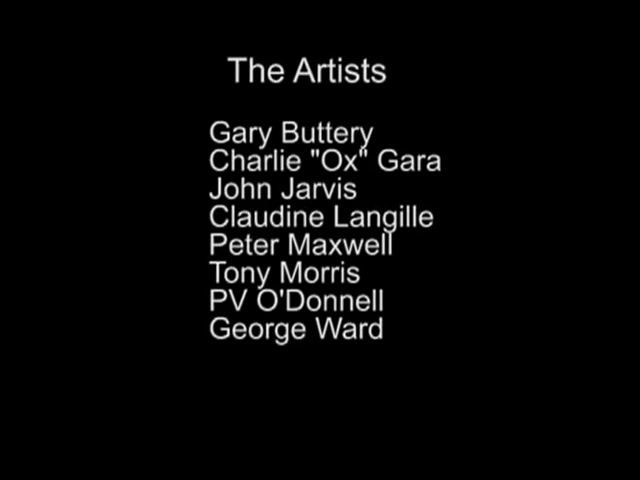 The Artists
Gary Buttery
Charlie "Ox" Gara
John Jarvis
Claudine Langille
Peter Maxwell
Tony Morris
PV O'Donnell
George Ward